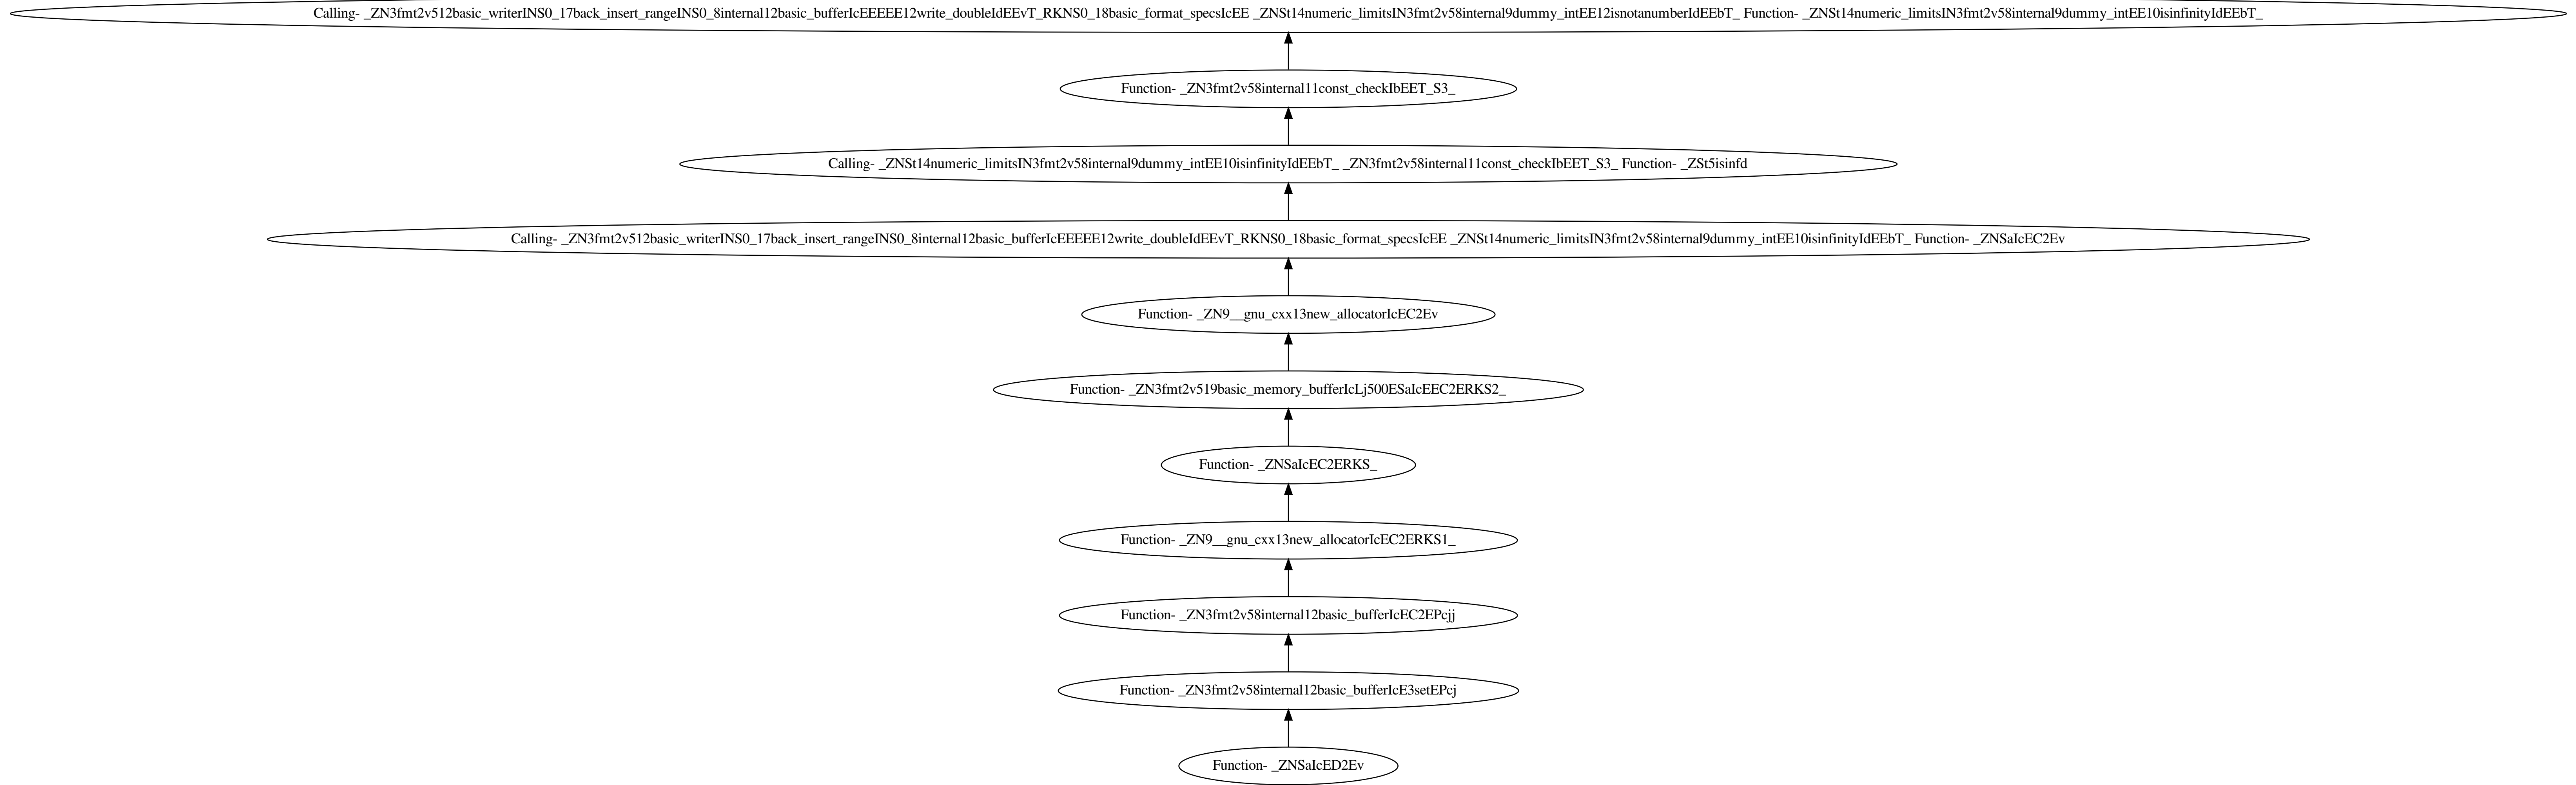 Calling- _ZN3fmt2v512basic_writerINS0_17back_insert_rangeINS0_8internal12basic_bufferIcEEEEE12write_doubleIdEEvT_RKNS0_18basic_format_specsIcEE _ZNSt14numeric_limitsIN3fmt2v58internal9dummy_intEE12isnotanumberIdEEbT_ Function- _ZNSt14numeric_limitsIN3fmt2v58internal9dummy_intEE10isinfinityIdEEbT_
Function- _ZN3fmt2v58internal11const_checkIbEET_S3_
Calling- _ZNSt14numeric_limitsIN3fmt2v58internal9dummy_intEE10isinfinityIdEEbT_ _ZN3fmt2v58internal11const_checkIbEET_S3_ Function- _ZSt5isinfd
Calling- _ZN3fmt2v512basic_writerINS0_17back_insert_rangeINS0_8internal12basic_bufferIcEEEEE12write_doubleIdEEvT_RKNS0_18basic_format_specsIcEE _ZNSt14numeric_limitsIN3fmt2v58internal9dummy_intEE10isinfinityIdEEbT_ Function- _ZNSaIcEC2Ev
Function- _ZN9__gnu_cxx13new_allocatorIcEC2Ev
Function- _ZN3fmt2v519basic_memory_bufferIcLj500ESaIcEEC2ERKS2_
Function- _ZNSaIcEC2ERKS_
Function- _ZN9__gnu_cxx13new_allocatorIcEC2ERKS1_
Function- _ZN3fmt2v58internal12basic_bufferIcEC2EPcjj
Function- _ZN3fmt2v58internal12basic_bufferIcE3setEPcj
Function- _ZNSaIcED2Ev